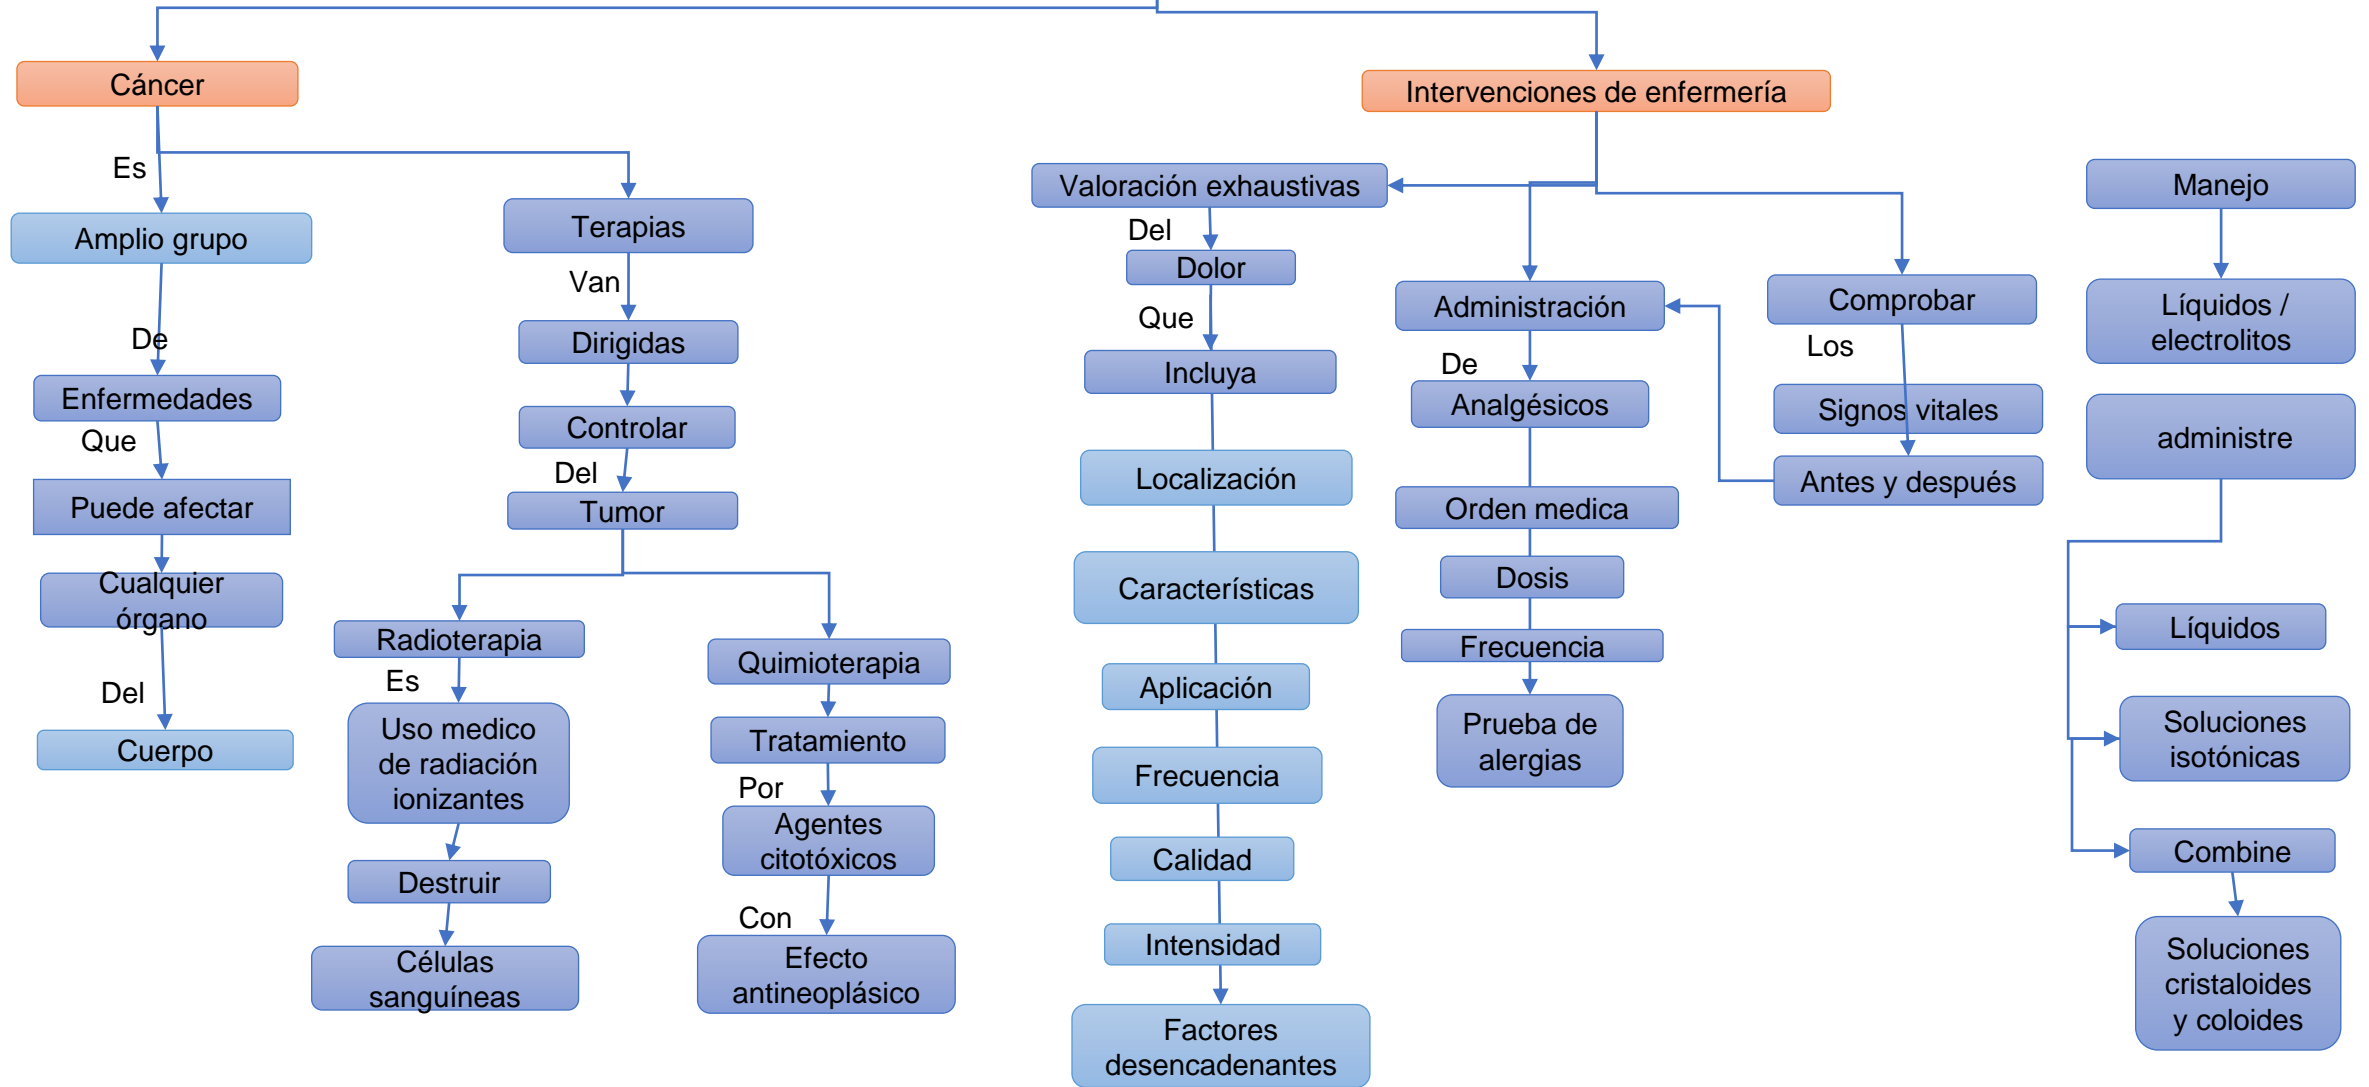 Cáncer
Es
Amplio grupo
De
Enfermedades
Que
Puede afectar
Cualquier
órgano
Del
Cuerpo
Terapias
Van
Dirigidas
Controlar
Del
Tumor
Radioterapia
Es
Uso medico
de radiación
ionizantes
Destruir
Células
sanguíneas
Quimioterapia
Tratamiento
Por
Agentes
citotóxicos
Con
Efecto
antineoplásico
Intervenciones de enfermería
Valoración exhaustivas
Del
Dolor
Que
Incluya
Localización
Características
Aplicación
Frecuencia
Calidad
Intensidad
Factores
desencadenantes
Administración
De
Analgésicos
Orden medica
Dosis
Frecuencia
Prueba de
alergias
Comprobar
Los
Signos vitales
Antes y después
Manejo
Líquidos /
electrolitos
administre
Líquidos
Soluciones
isotónicas
Combine
Soluciones
cristaloides
y coloides